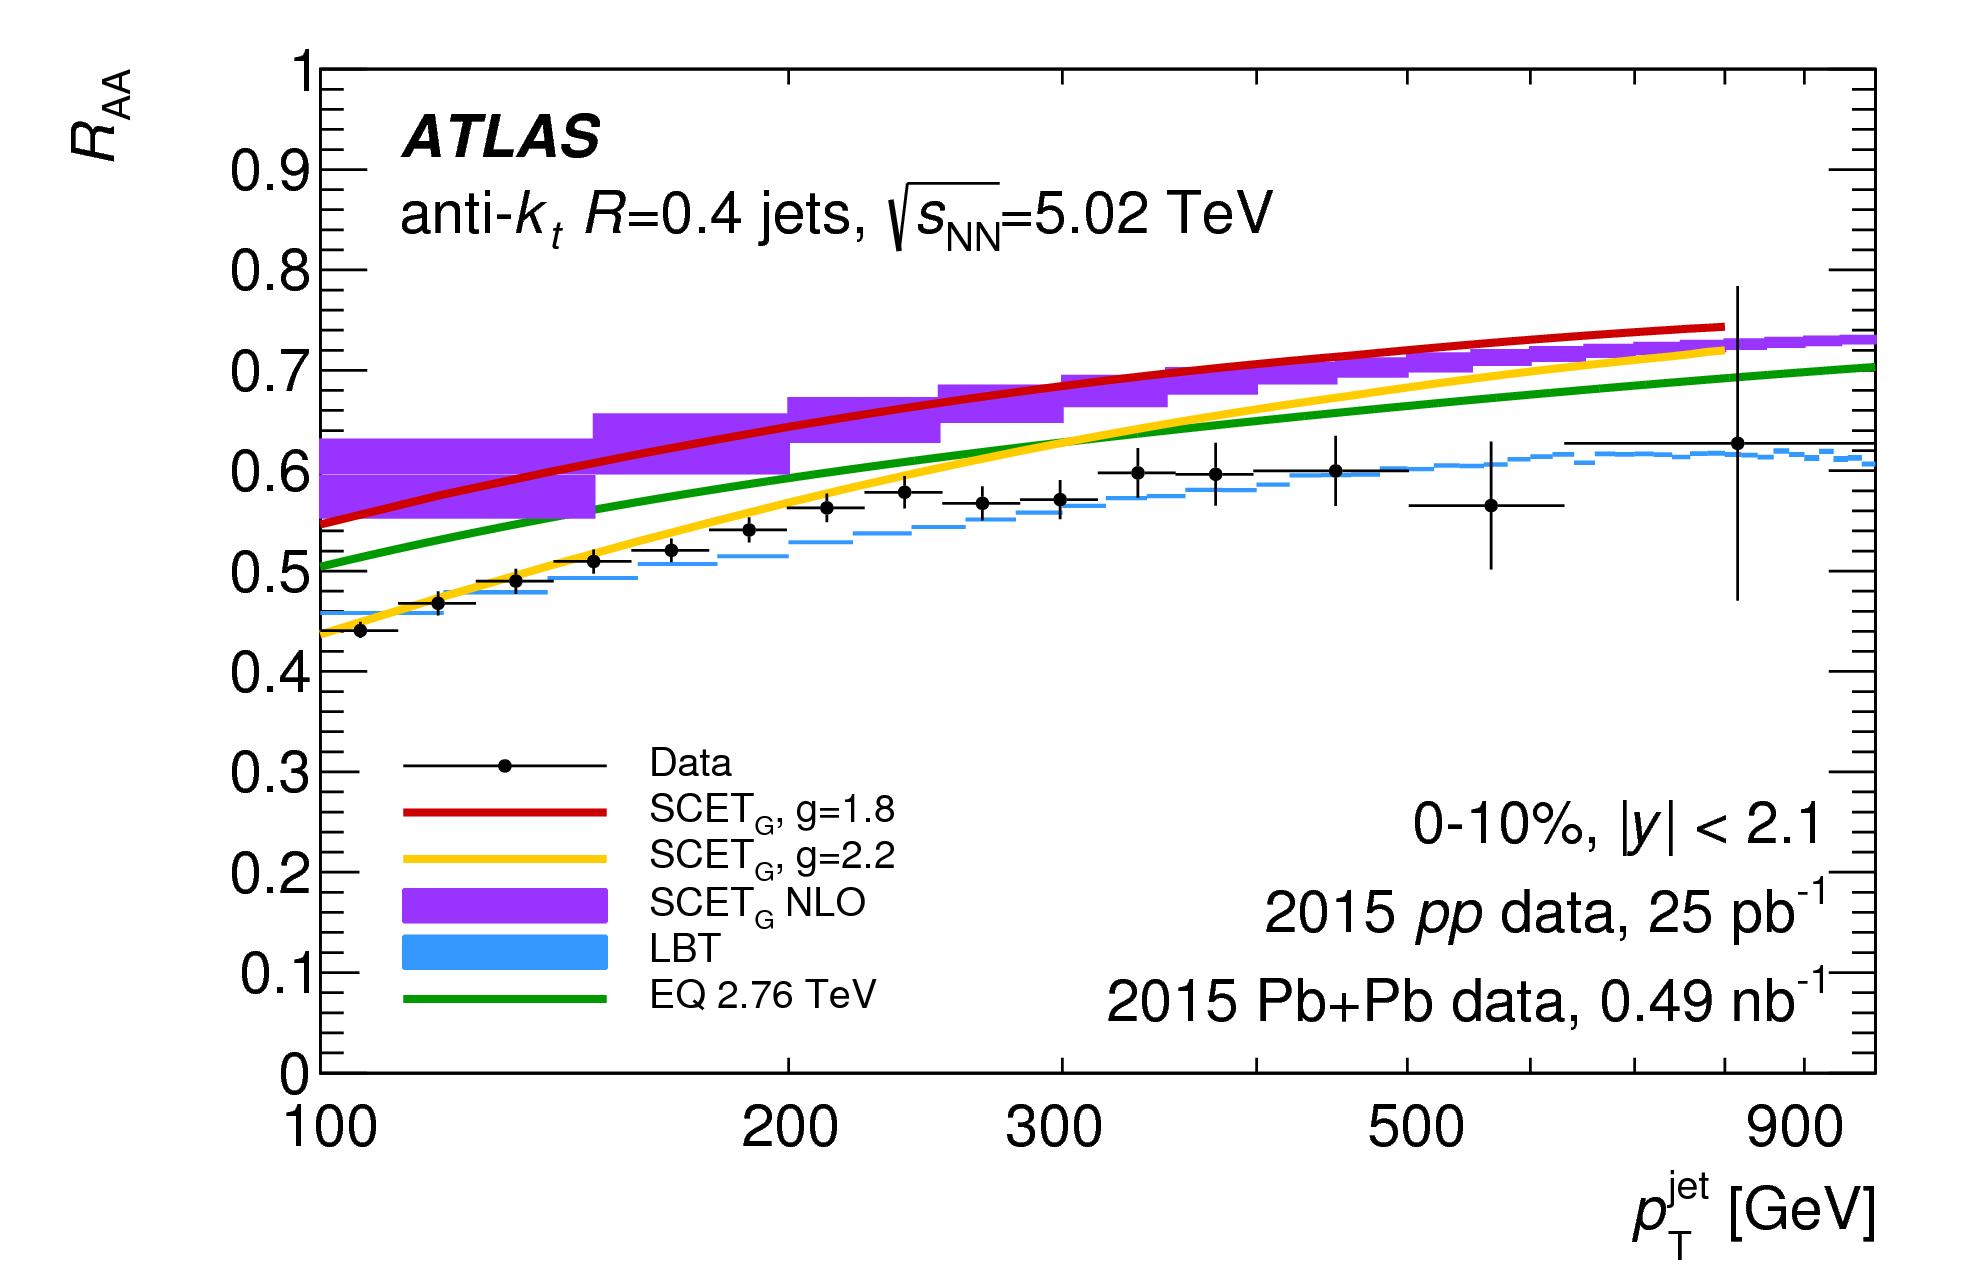 R_AA
1
0.9
0.8
0.7
0.6
0.5
0.4
0.3
0.2
0.1
0
ATLAS
anti-k_t R=0.4 jets, √s_NN=5.02 TeV
Data
SCET_G, g=1.8
SCET_G, g=2.2
SCET_G NLO
LBT
EQ 2.76 TeV
0-10%, |y| < 2.1
2015 pp data, 25 pb^-1
2015 Pb+Pb data, 0.49 nb^-1
100 200 300 500 900
p_T^jet [GeV]